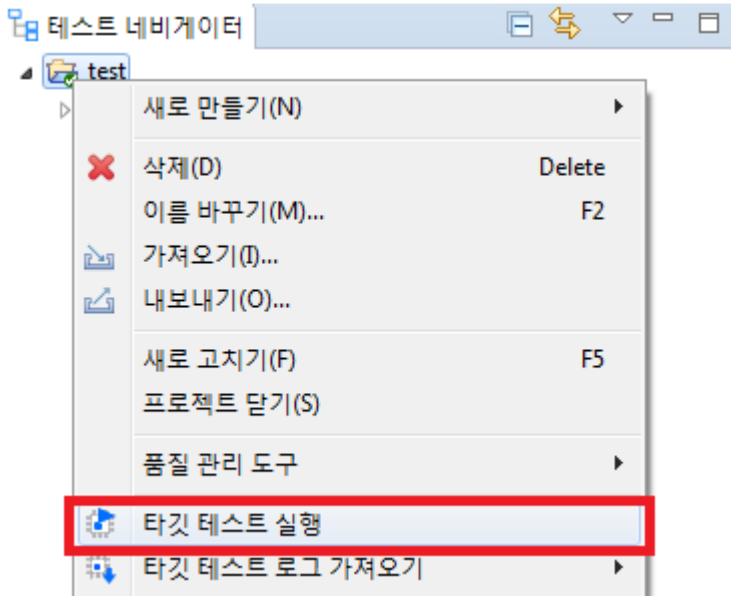 테스트 네비게이터
test
새로 만들기(N)
삭제(D) Delete
이름 바꾸기(M)... F2
가져오기(I)...
내보내기(O)...
새로 고치기(F) F5
프로젝트 닫기(S)
품질 관리 도구
타깃 테스트 실행
타깃 테스트 로그 가져오기